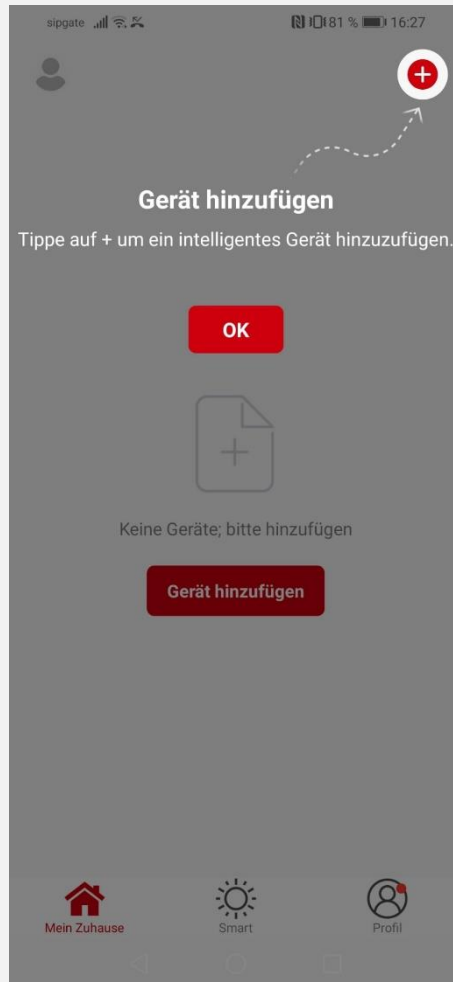 sipgate 81 % 16:27
Gerät hinzufügen
Tippe auf + um ein intelligentes Gerät hinzuzufügen.
OK
Keine Geräte; bitte hinzufügen
Gerät hinzufügen
Mein Zuhause Smart Profil